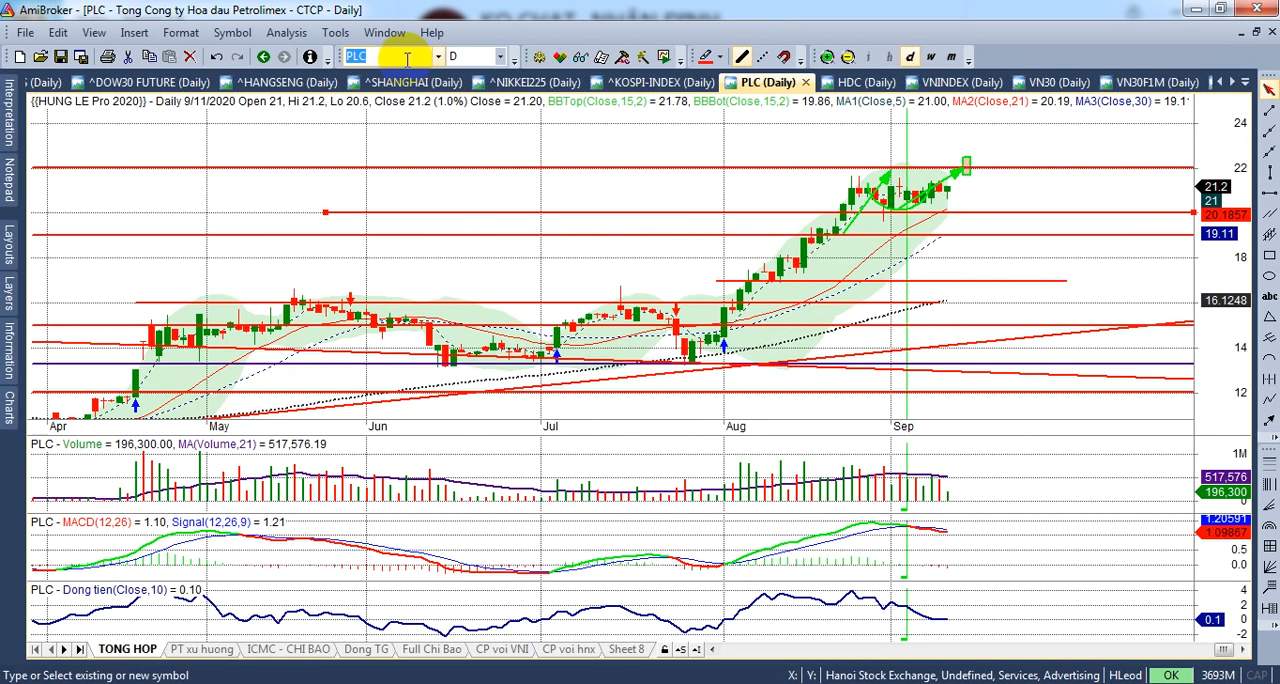 AmiBroker - [PLC - Tong Cong ty Hoa dau Petrolimex - CTCP - Daily]
File Edit View Insert Format Symbol Analysis Tools Window Help
PLC D i h d w m
(Daily) ^DOW30 FUTURE (Daily) ^HANGSENG (Daily) ^SHANGHAI (Daily) ^NIKKEI225 (Daily) ^KOSPI-INDEX (Daily) PLC (Daily) HDC (Daily) VNINDEX (Daily) VN30 (Daily) VN30F1M (Daily)
{{HUNG LE Pro 2020}} - Daily 9/11/2020 Open 21, Hi 21.2, Lo 20.6, Close 21.2 (1.0%) Close = 21.20, BBTop(Close,15,2) = 21.78, BBBot(Close,15,2) = 19.86, MA1(Close,5) = 21.00, MA2(Close,21) = 20.19, MA3(Close,30) = 19.1
Interpretation
Notepad
Layouts
Layers
Information
Charts
24
22
21.2
21
20.1857
19.11
18
16.1248
14
12
Apr May Jun Jul Aug Sep
PLC - Volume = 196,300.00, MA(Volume,21) = 517,576.19
1M
517,576
196,300
0
PLC - MACD(12,26) = 1.10, Signal(12,26,9) = 1.21
1.20591
1.09867
0.5
0.0
PLC - Dong tien(Close,10) = 0.10
4
2
0.1
-2
TONG HOP PT xu huong ICMC - CHI BAO Dong TG Full Chi Bao CP voi VNI CP voi hnx Sheet 8
abc
Type or Select existing or new symbol X: Y: Hanoi Stock Exchange, Undefined, Services, Advertising HLeod OK 3693M CAP